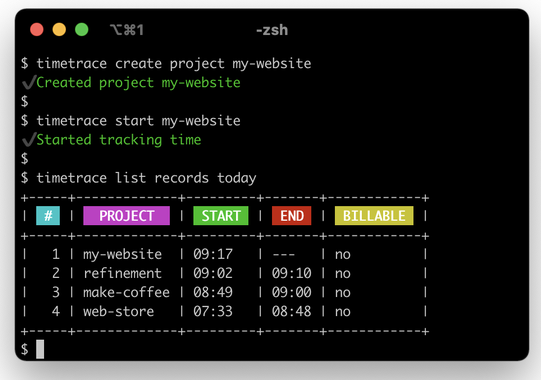 ⌥⌘1 -zsh
$ timetrace create project my-website
✔Created project my-website
$
$ timetrace start my-website
✔Started tracking time
$
$ timetrace list records today
+-----+-------------+--------+-------+------------+
| # | PROJECT | START | END | BILLABLE |
+-----+-------------+--------+-------+------------+
| 1 | my-website | 09:17 | --- | no |
| 2 | refinement | 09:02 | 09:10 | no |
| 3 | make-coffee | 08:49 | 09:00 | no |
| 4 | web-store | 07:33 | 08:48 | no |
+-----+-------------+--------+-------+------------+
$